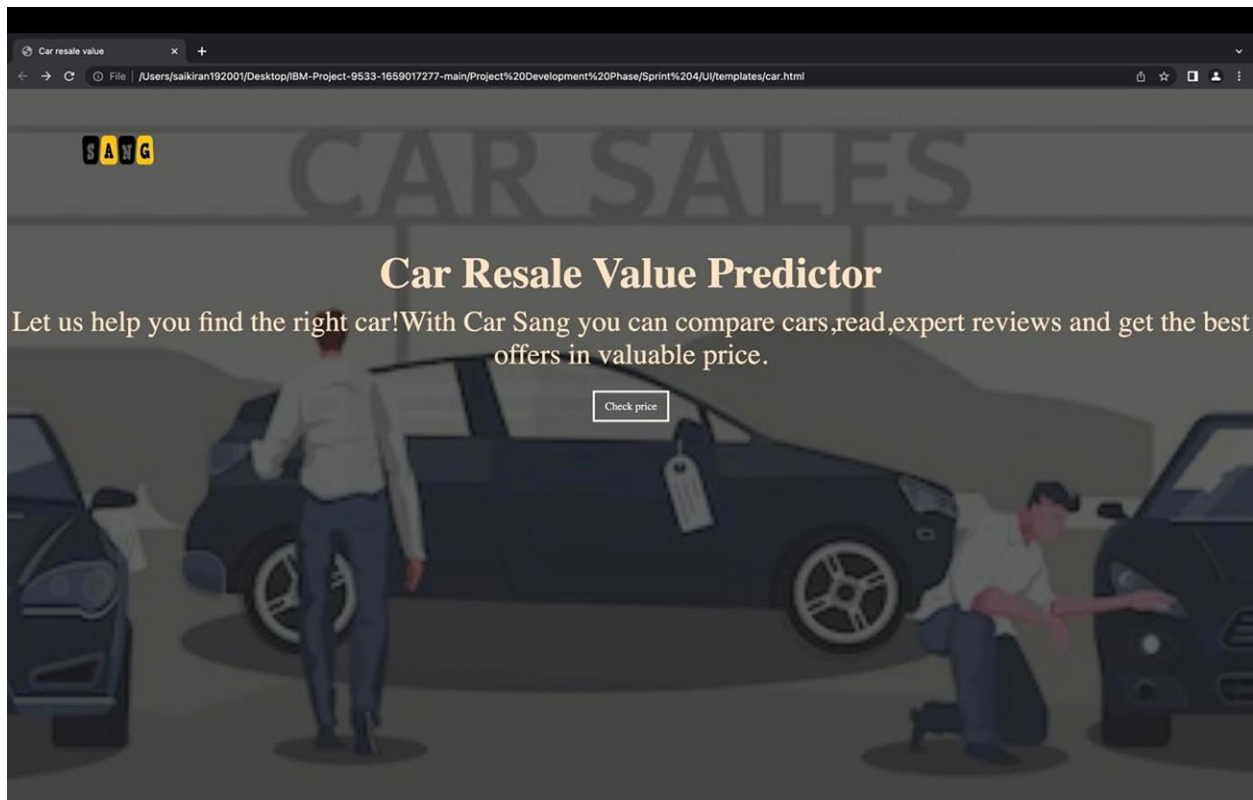 Car resale value
File /Users/saikiran192001/Desktop/IBM-Project-9533-1659017277-main/Project%20Development%20Phase/Sprint%204/UI/templates/car.html
SANG
CAR SALES
Car Resale Value Predictor
Let us help you find the right car!With Car Sang you can compare cars,read,expert reviews and get the best
offers in valuable price.
Check price